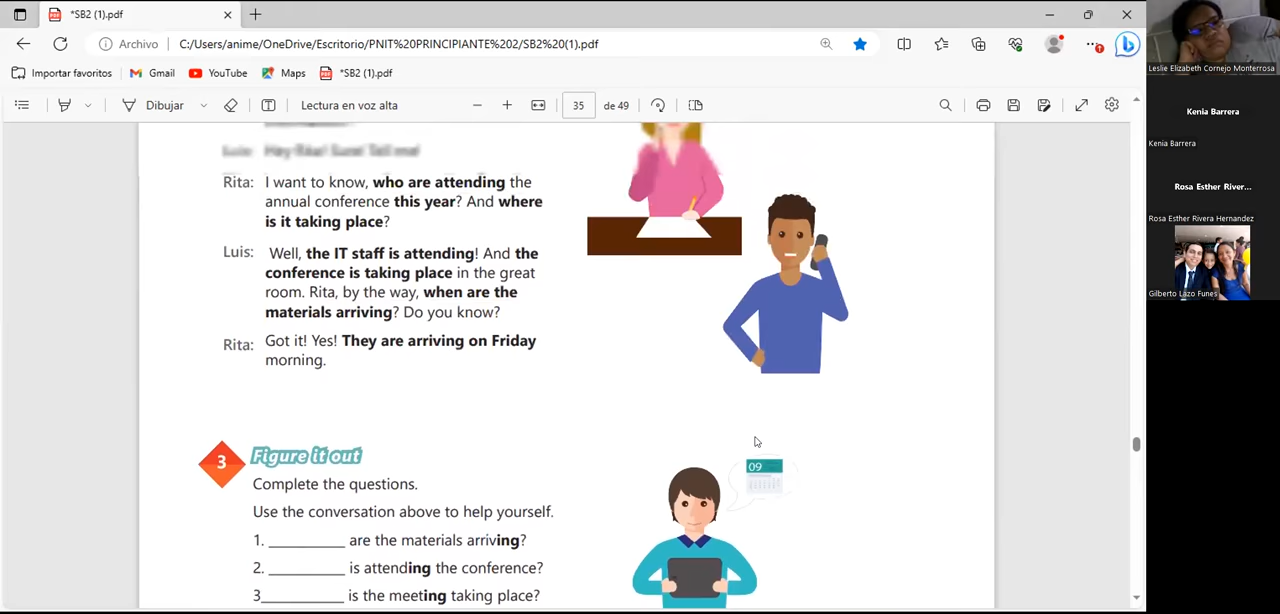 *SB2 (1).pdf
Archivo
C:/Users/anime/OneDrive/Escritorio/PNIT%20PRINCIPIANTE%202/SB2%20(1).pdf
Importar favoritos
Gmail
YouTube
Maps
*SB2 (1).pdf
Dibujar
Lectura en voz alta
35
de 49
Luis: Hey Rita! Sure! Tell me!
Rita: I want to know, who are attending the
annual conference this year? And where
is it taking place?
Luis: Well, the IT staff is attending! And the
conference is taking place in the great
room. Rita, by the way, when are the
materials arriving? Do you know?
Rita: Got it! Yes! They are arriving on Friday
morning.
3
Figure it out
Complete the questions.
Use the conversation above to help yourself.
1. __________ are the materials arriving?
2. __________ is attending the conference?
3___________ is the meeting taking place?
09
Leslie Elizabeth Cornejo Monterrosa
Kenia Barrera
Kenia Barrera
Rosa Esther River...
Rosa Esther Rivera Hernandez
Gilberto Lazo Funes